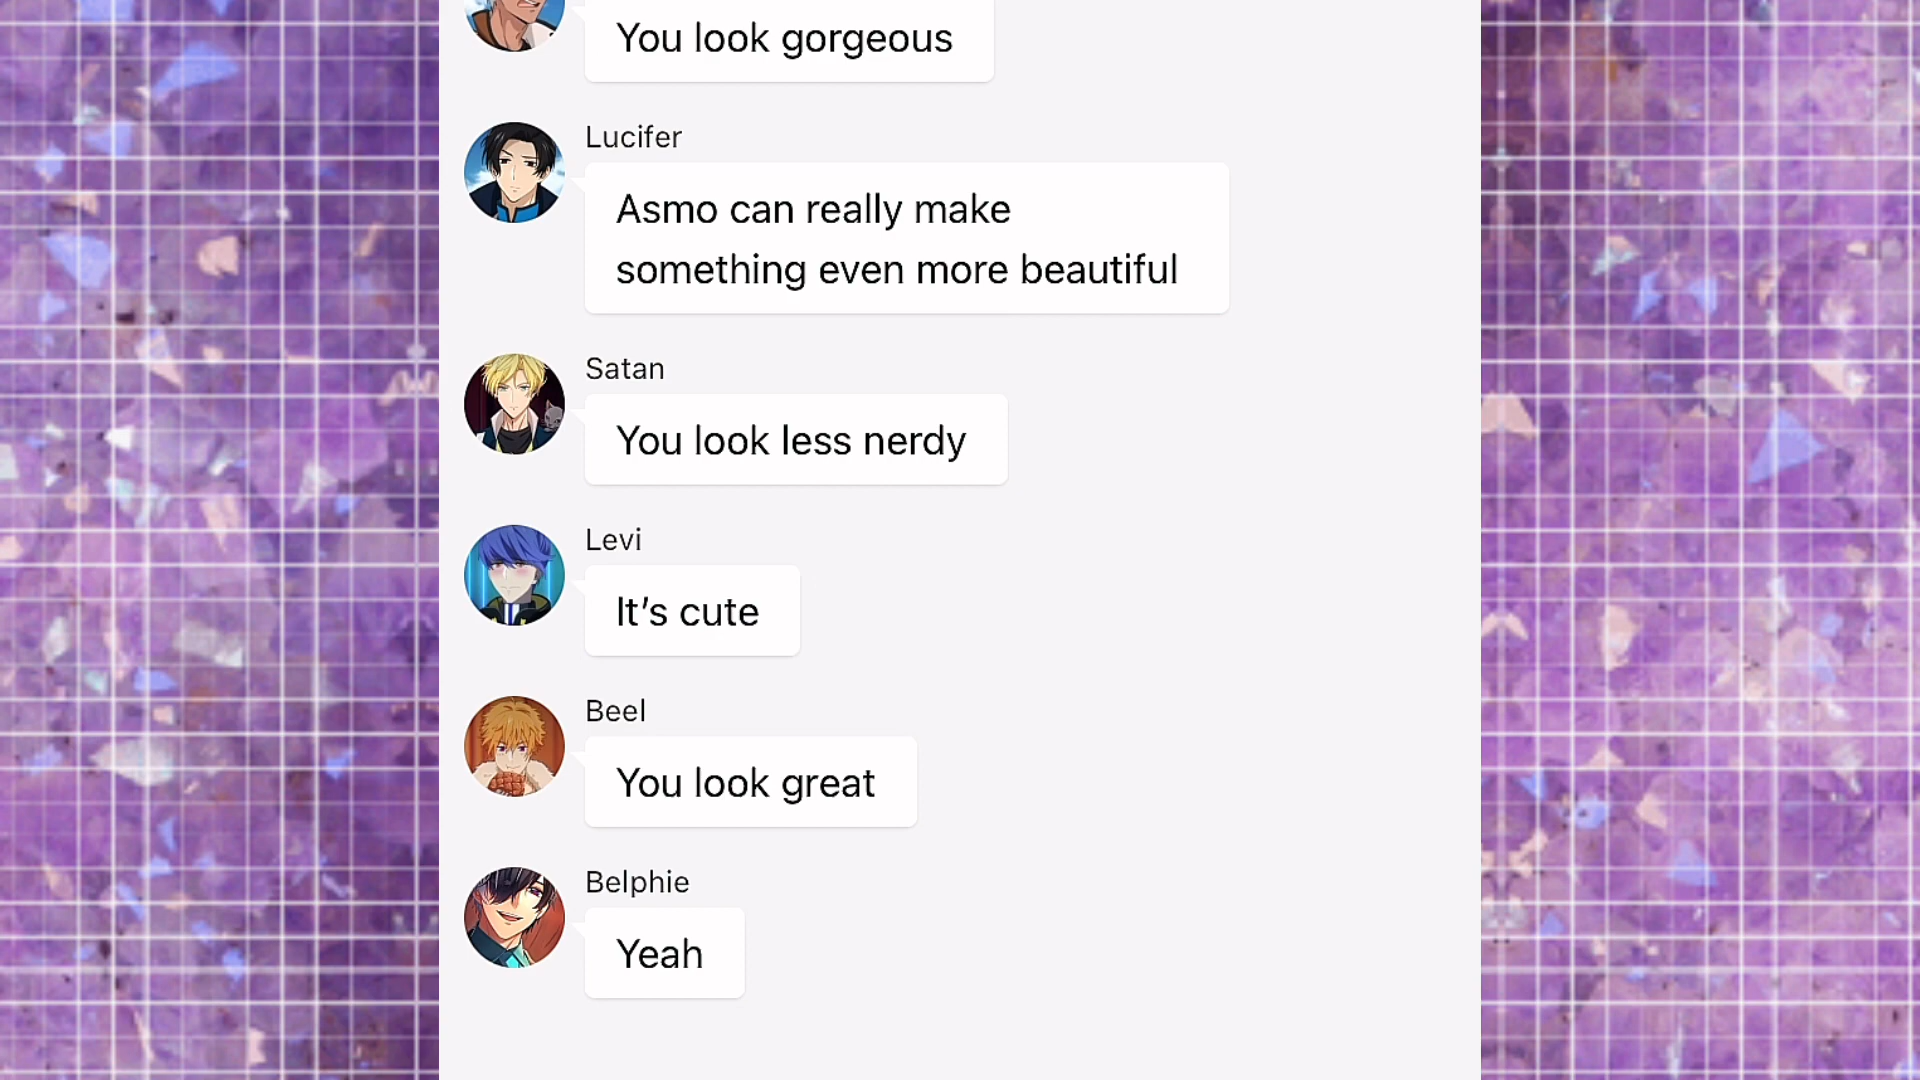 You look gorgeous
Lucifer
Asmo can really make
something even more beautiful
Satan
You look less nerdy
Levi
It’s cute
Beel
You look great
Belphie
Yeah